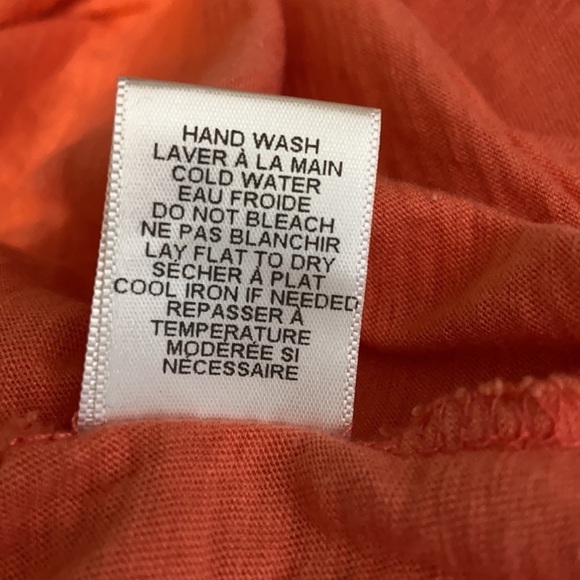 HAND WASH
LAVER À LA MAIN
COLD WATER
EAU FROIDE
DO NOT BLEACH
NE PAS BLANCHIR
LAY FLAT TO DRY
SÉCHER À PLAT
COOL IRON IF NEEDED
REPASSER À
TEMPERATURE
MODÉRÉE SI
NÉCESSAIRE